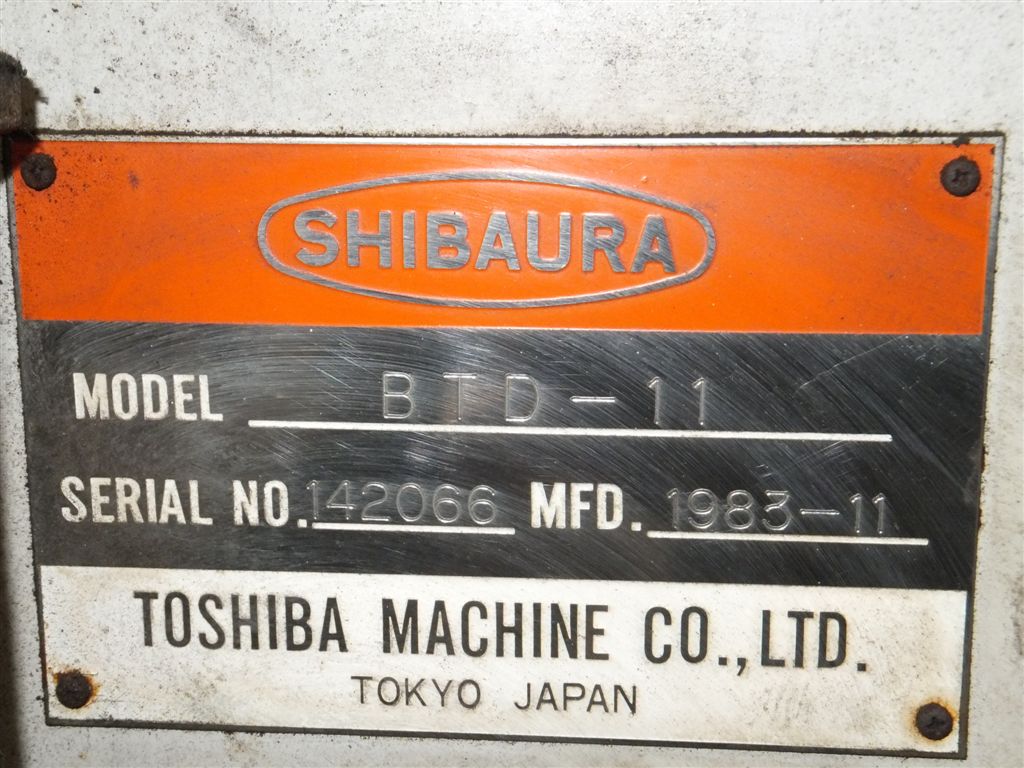 SHIBAURA
MODEL BTD-11
SERIAL NO. 142066 MFD. 1983-11
TOSHIBA MACHINE CO., LTD.
TOKYO JAPAN